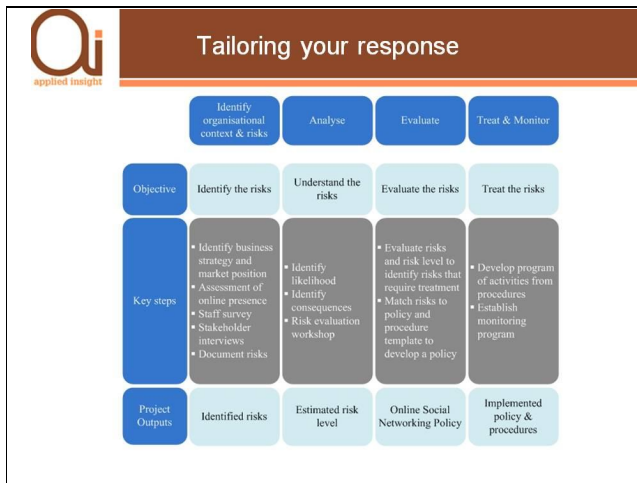 Qi
applied insight
Tailoring your response
Identify
organisational
context & risks
Analyse
Evaluate
Treat & Monitor
Objective
Identify the risks
Understand the
risks
Evaluate the risks
Treat the risks
Key steps
▪ Identify business
strategy and
market position
▪ Assessment of
online presence
▪ Staff survey
▪ Stakeholder
interviews
▪ Document risks
▪ Identify
likelihood
▪ Identify
consequences
▪ Risk evaluation
workshop
▪ Evaluate risks
and risk level to
identify risks that
require treatment
▪ Match risks to
policy and
procedure
template to
develop a policy
▪ Develop program
of activities from
procedures
▪ Establish
monitoring
program
Project
Outputs
Identified risks
Estimated risk
level
Online Social
Networking Policy
Implemented
policy &
procedures